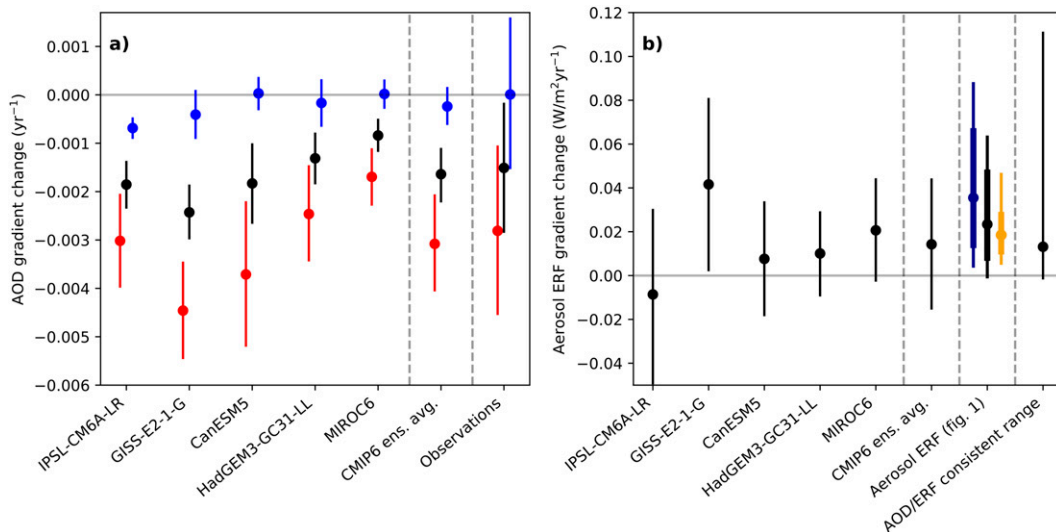 a)
AOD gradient change (yr⁻¹)
0.001
0.000
−0.001
−0.002
−0.003
−0.004
−0.005
−0.006
IPSL-CM6A-LR
GISS-E2-1-G
CanESM5
HadGEM3-GC31-LL
MIROC6
CMIP6 ens. avg.
Observations
b)
Aerosol ERF gradient change (W/m²yr⁻¹)
0.12
0.10
0.08
0.06
0.04
0.02
0.00
−0.02
−0.04
IPSL-CM6A-LR
GISS-E2-1-G
CanESM5
HadGEM3-GC31-LL
MIROC6
CMIP6 ens. avg.
Aerosol ERF (fig. 1)
AOD/ERF consistent range